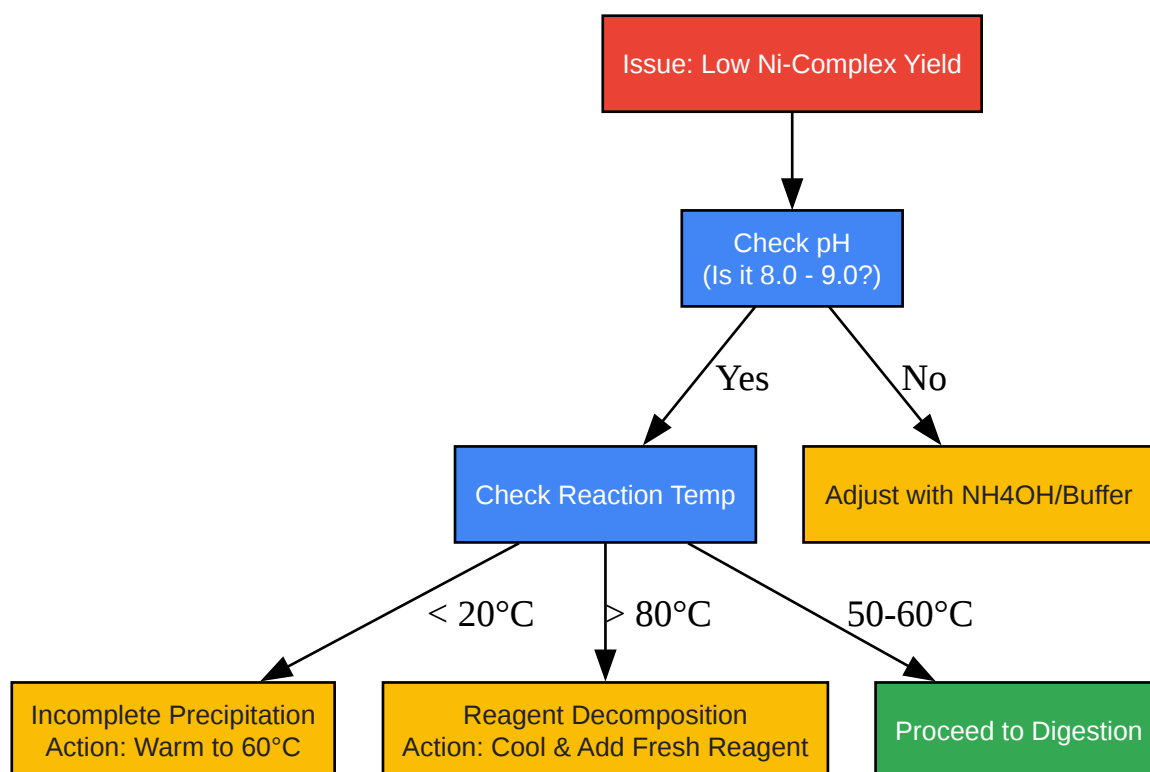 Issue: Low Ni-Complex Yield
Check pH
(Is it 8.0 - 9.0?)
Yes
No
Check Reaction Temp
Adjust with NH4OH/Buffer
< 20°C
> 80°C
50-60°C
Incomplete Precipitation
Action: Warm to 60°C
Reagent Decomposition
Action: Cool & Add Fresh Reagent
Proceed to Digestion